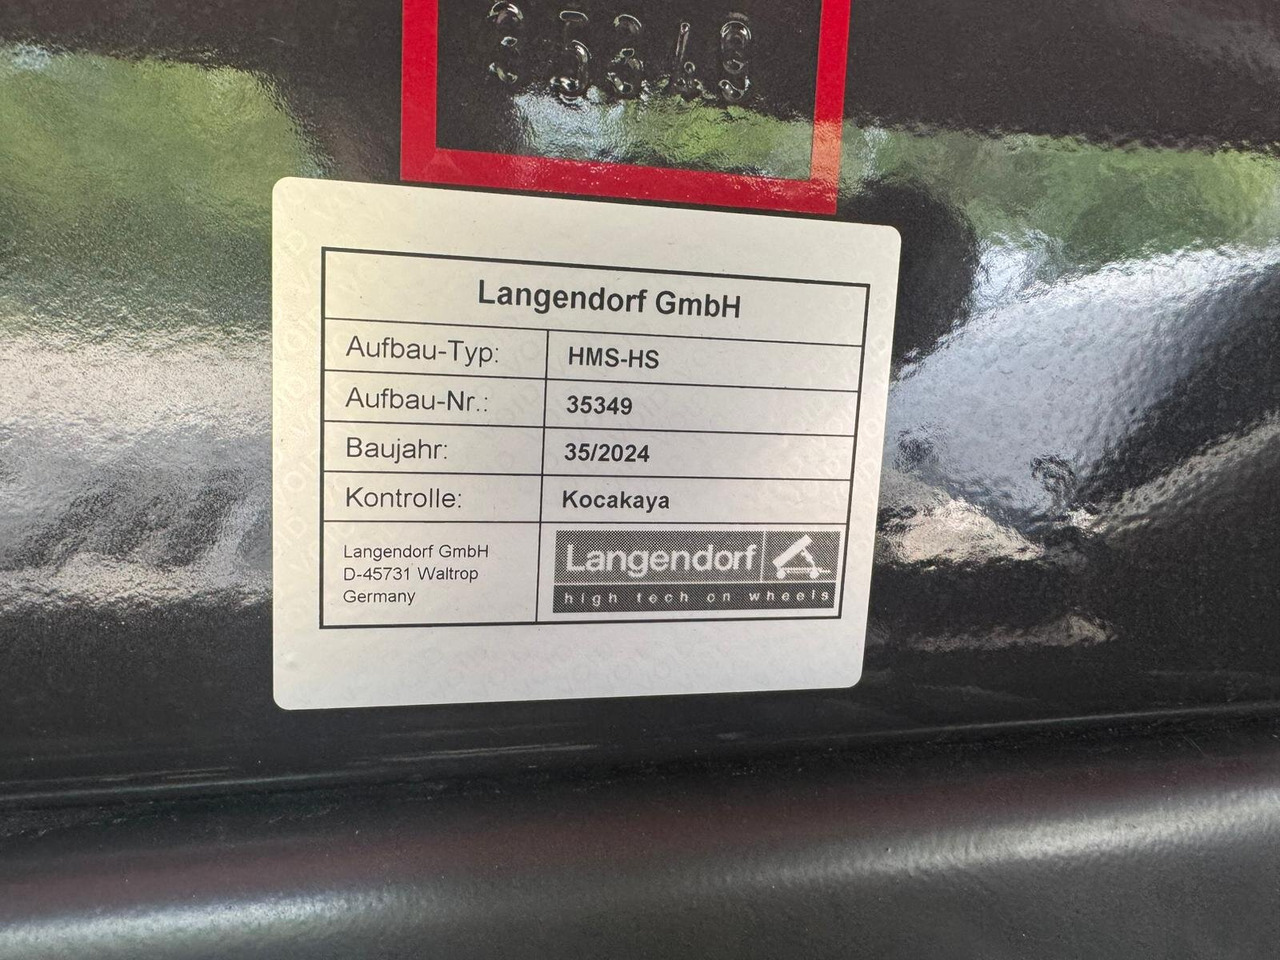 35349
Langendorf GmbH
Aufbau-Typ: HMS-HS
Aufbau-Nr.: 35349
Baujahr: 35/2024
Kontrolle: Kocakaya
Langendorf GmbH
D-45731 Waltrop
Germany
Langendorf
high tech on wheels